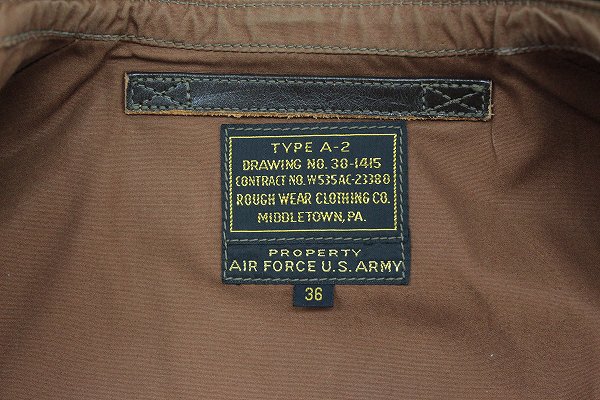 TYPE A-2
DRAWING NO. 30-1415
CONTRACT NO. W535AC-23380
ROUGH WEAR CLOTHING CO.
MIDDLETOWN, PA.
PROPERTY
AIR FORCE U.S. ARMY
36